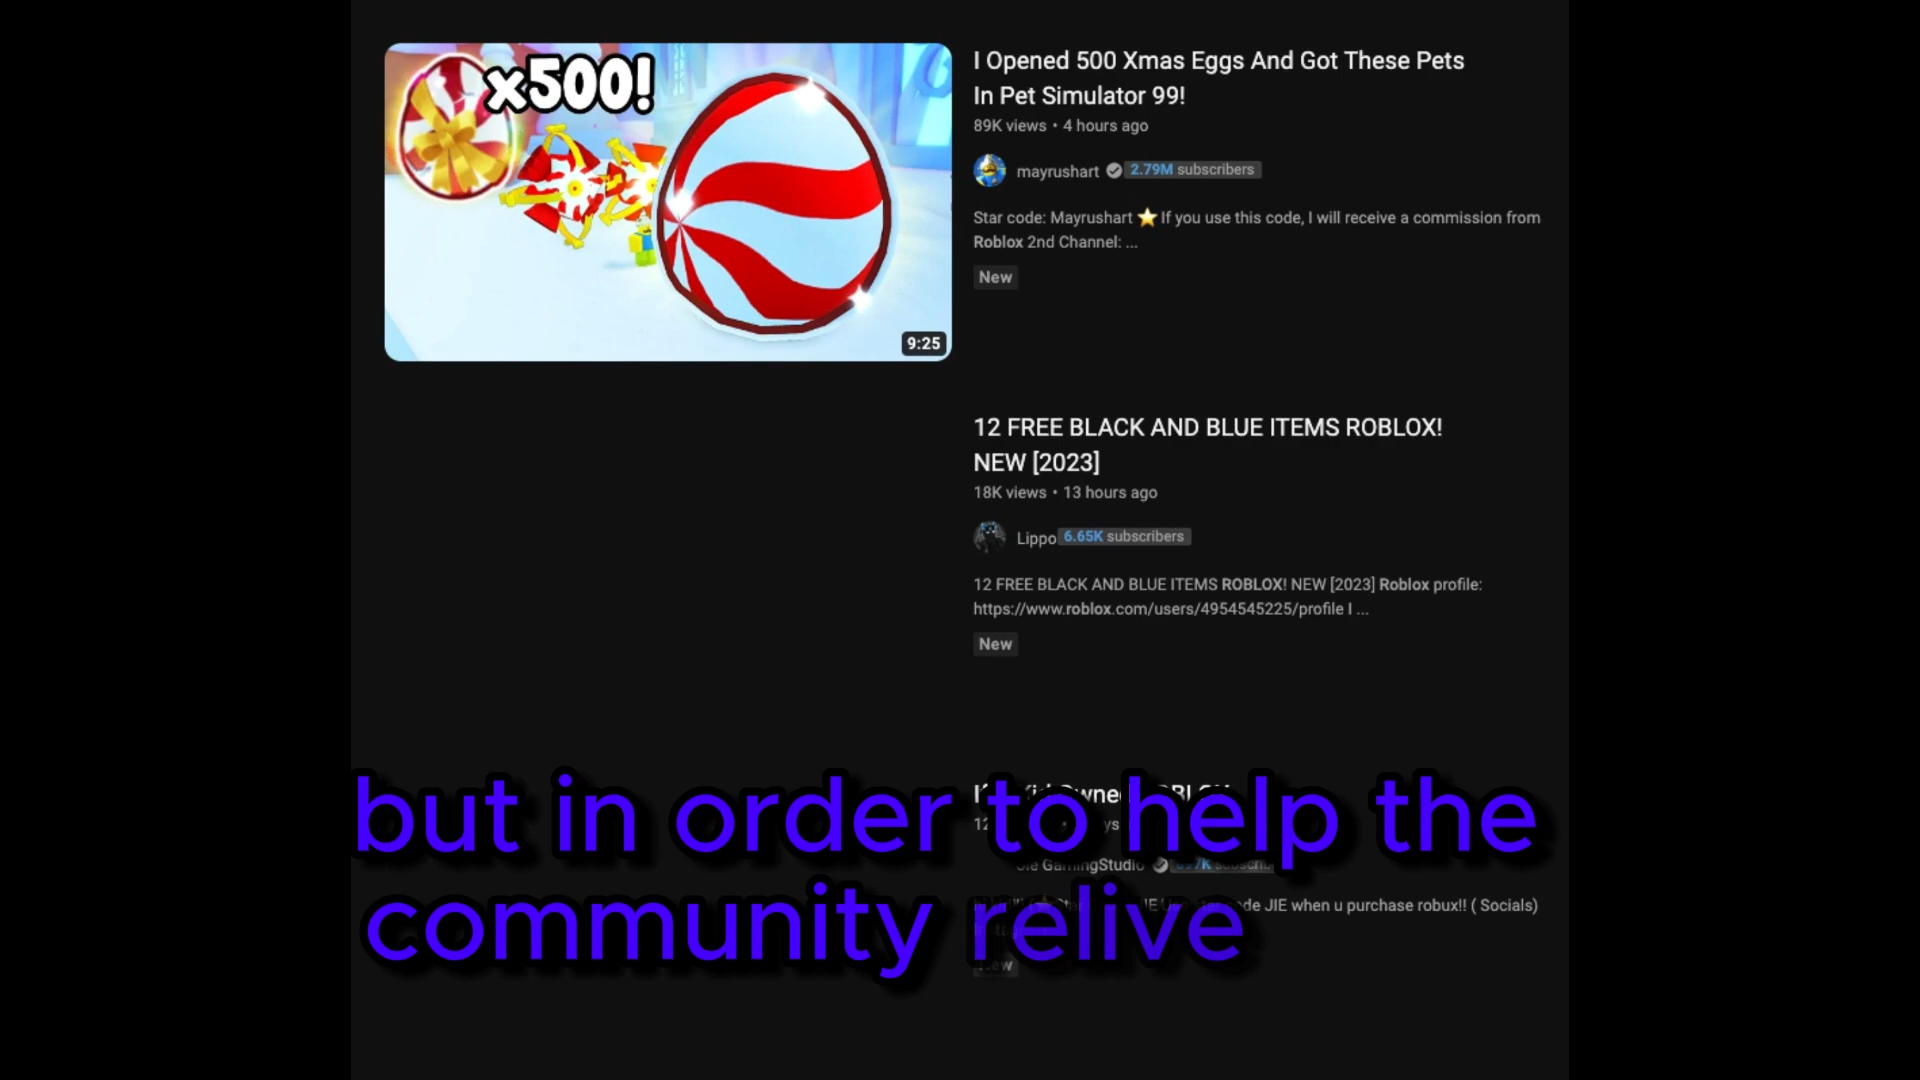 x500!
9:25
I Opened 500 Xmas Eggs And Got These Pets
In Pet Simulator 99!
89K views • 4 hours ago
mayrushart 2.79M subscribers
Star code: Mayrushart ⭐ If you use this code, I will receive a commission from
Roblox 2nd Channel: ...
New
12 FREE BLACK AND BLUE ITEMS ROBLOX!
NEW [2023]
18K views • 13 hours ago
Lippo 6.65K subscribers
12 FREE BLACK AND BLUE ITEMS ROBLOX! NEW [2023] Roblox profile:
https://www.roblox.com/users/4954545225/profile I ...
New
GamingStudio
JIE when u purchase robux!! ( Socials)
but in order to help the
community relive